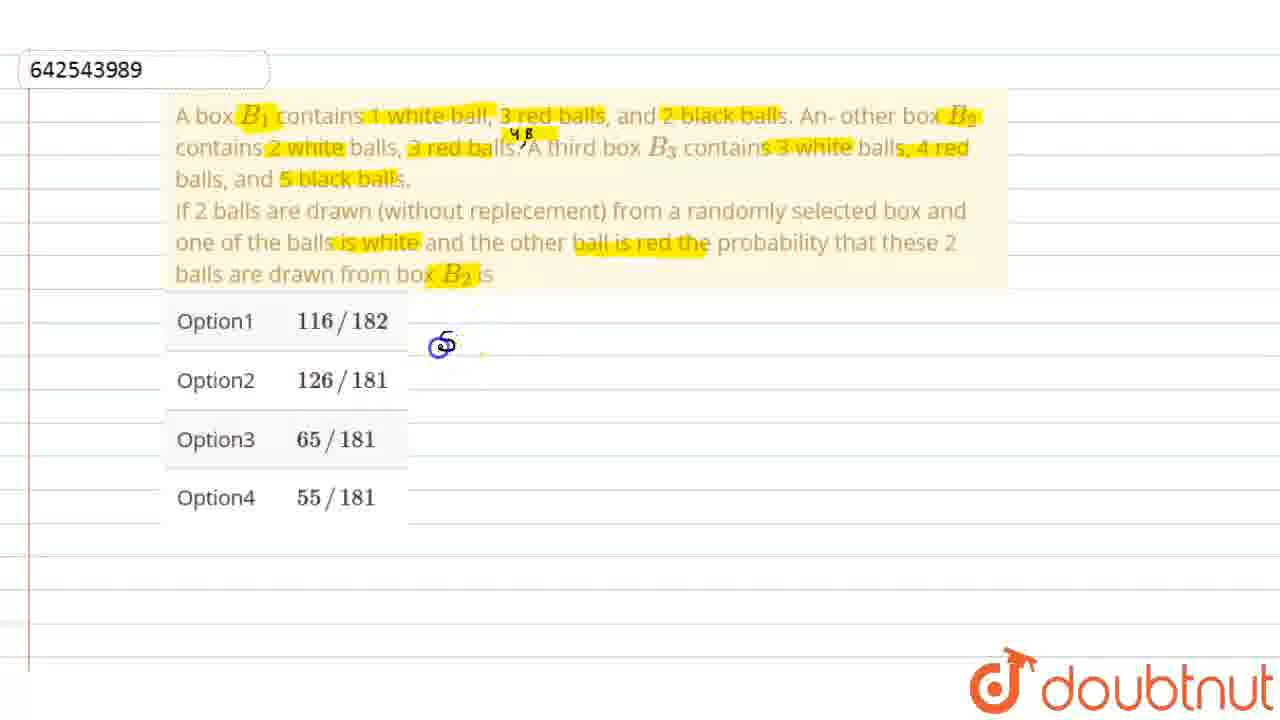 642543989
A box B₁ contains 1 white ball, 3 red balls, and 2 black balls. An- other box B₂
4 B
contains 2 white balls, 3 red balls. A third box B₃ contains 3 white balls, 4 red
balls, and 5 black balls.
If 2 balls are drawn (without replecement) from a randomly selected box and
one of the balls is white and the other ball is red the probability that these 2
balls are drawn from box B₂ is
Option1 116/182
Option2 126/181
Option3 65/181
Option4 55/181
doubtnut